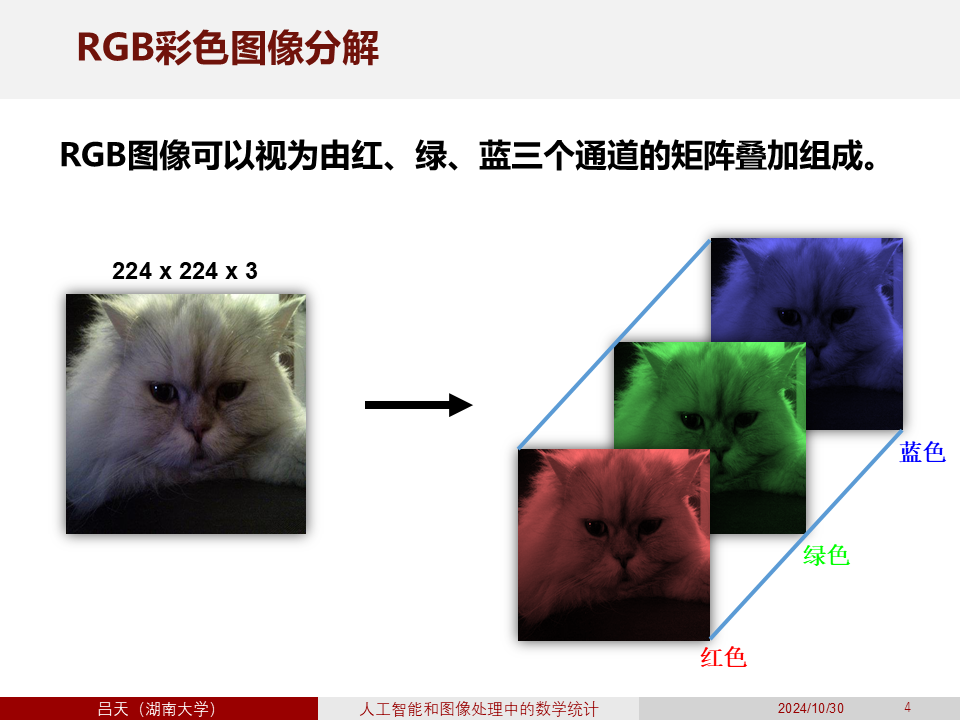 RGB彩色图像分解
RGB图像可以视为由红、绿、蓝三个通道的矩阵叠加组成。
224 x 224 x 3
蓝色
绿色
红色
吕天（湖南大学）
人工智能和图像处理中的数学统计
2024/10/30
4